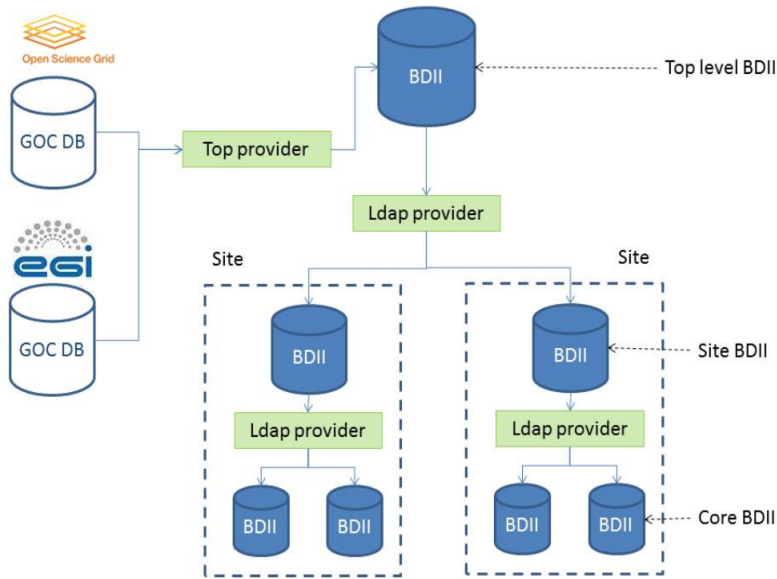 Open Science Grid
BDII
Top level BDII
GOC DB
Top provider
Ldap provider
egi
Site
Site
GOC DB
BDII
BDII
Site BDII
Ldap provider
Ldap provider
BDII
BDII
BDII
BDII
Core BDII